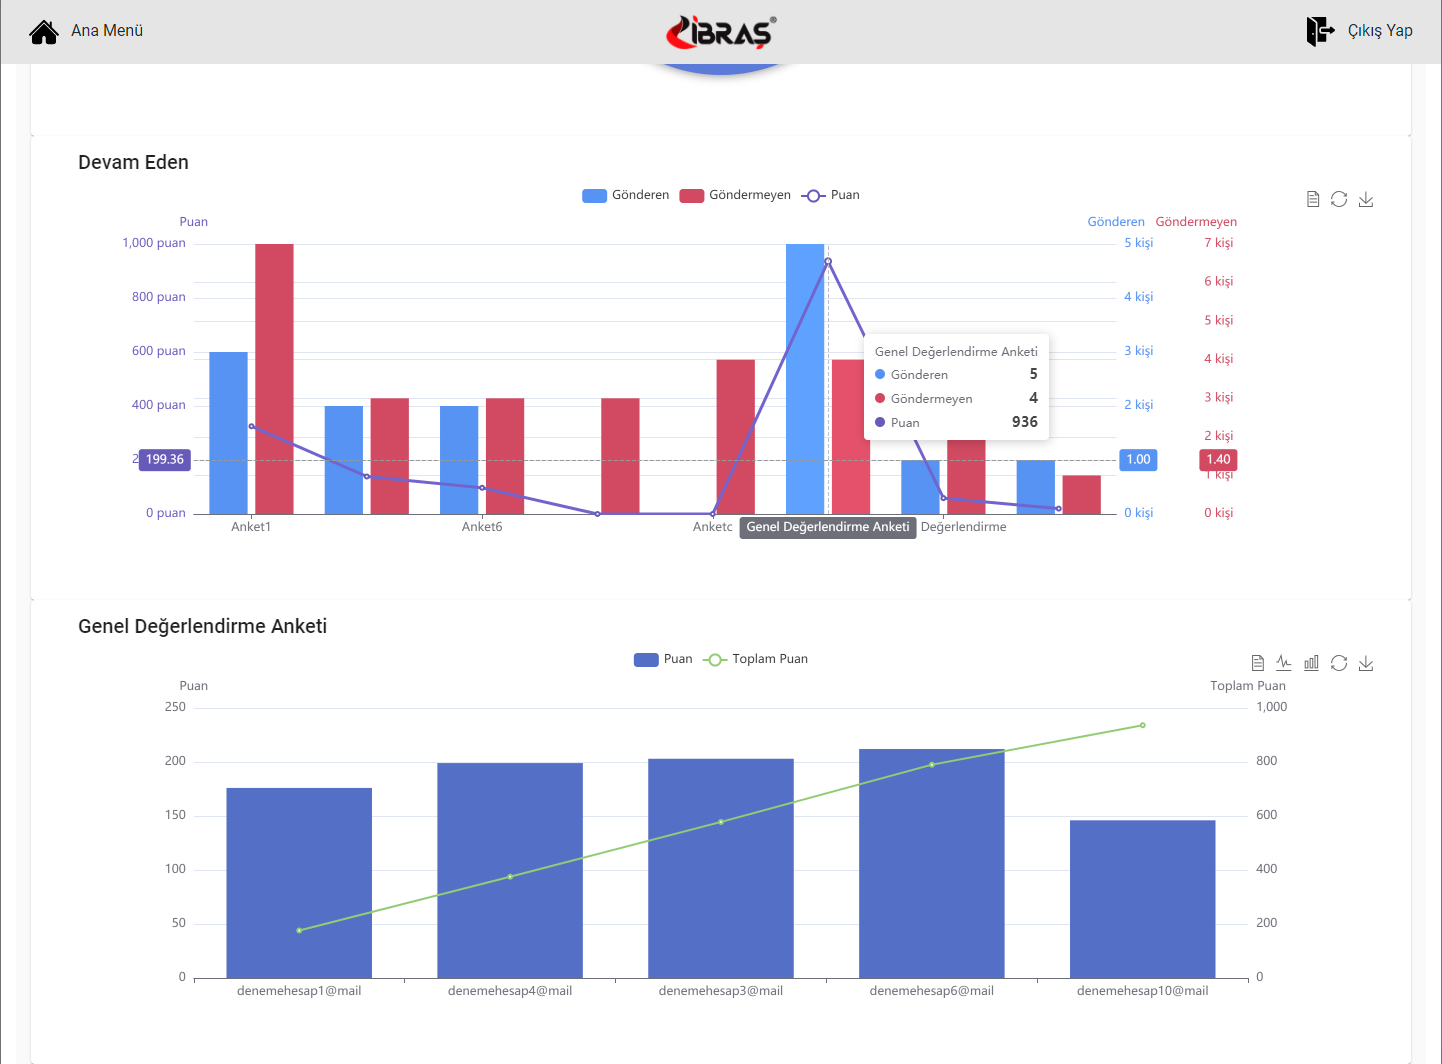 Ana Menü
İBRAŞ®
Çıkış Yap
Devam Eden
Gönderen Göndermeyen Puan
Puan
Gönderen Göndermeyen
1,000 puan
800 puan
600 puan
400 puan
199.36
0 puan
5 kişi
4 kişi
3 kişi
2 kişi
1.00
0 kişi
7 kişi
6 kişi
5 kişi
4 kişi
3 kişi
2 kişi
1.40
1 kişi
0 kişi
Genel Değerlendirme Anketi
Gönderen 5
Göndermeyen 4
Puan 936
Anket1 Anket6 Anketc Genel Değerlendirme Anketi Değerlendirme
Genel Değerlendirme Anketi
Puan Toplam Puan
Puan
Toplam Puan
250
200
150
100
50
0
1,000
800
600
400
200
0
denemehesap1@mail denemehesap4@mail denemehesap3@mail denemehesap6@mail denemehesap10@mail